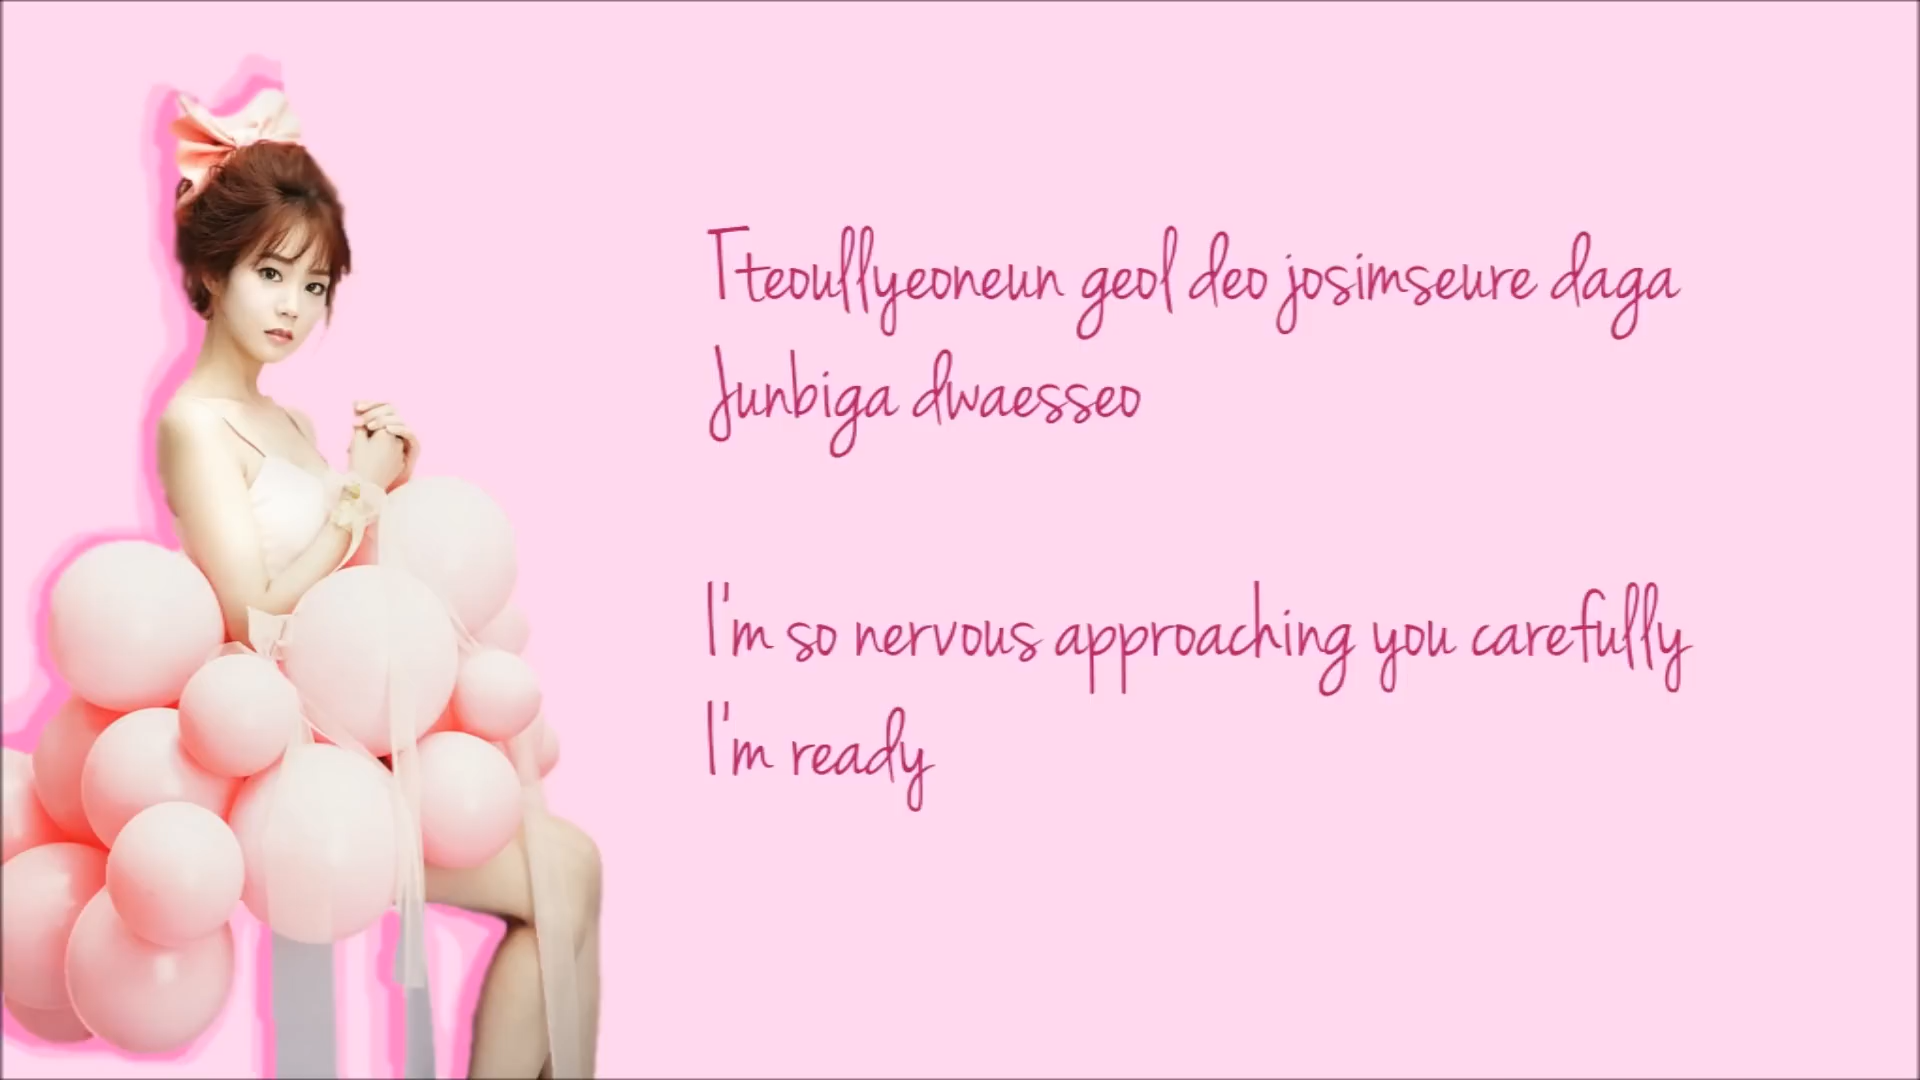 Tteoullyeoneun geol deo josimseure daga
Junbiga dwaesseo
I'm so nervous approaching you carefully
I'm ready